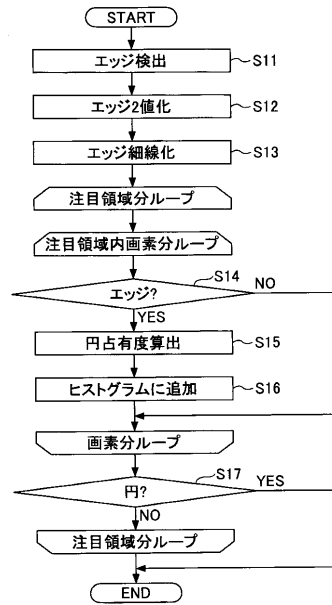 START
エッジ検出 S11
エッジ2値化 S12
エッジ細線化 S13
注目領域分ループ
注目領域内画素分ループ
S14
エッジ? NO
YES
円占有度算出 S15
ヒストグラムに追加 S16
画素分ループ
S17
円? YES
NO
注目領域分ループ
END